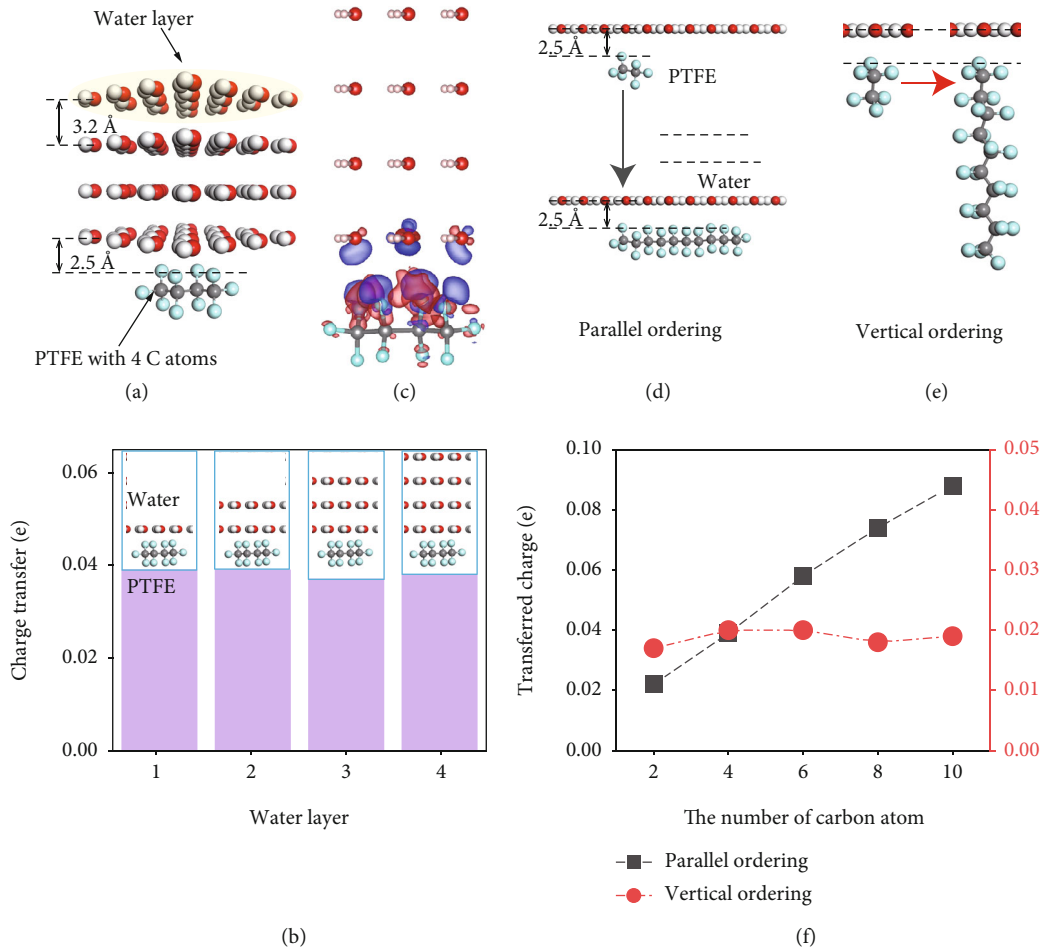 Water layer
3.2 Å
2.5 Å
PTFE with 4 C atoms
(a)
(c)
2.5 Å
PTFE
Water
2.5 Å
Parallel ordering
(d)
Vertical ordering
(e)
Charge transfer (e)
0.06
0.04
0.02
0.00
Water
PTFE
1 2 3 4
Water layer
(b)
Transferred charge (e)
0.10
0.08
0.06
0.04
0.02
0.00
0.05
0.04
0.03
0.02
0.01
0.00
2 4 6 8 10
The number of carbon atom
Parallel ordering
Vertical ordering
(f)